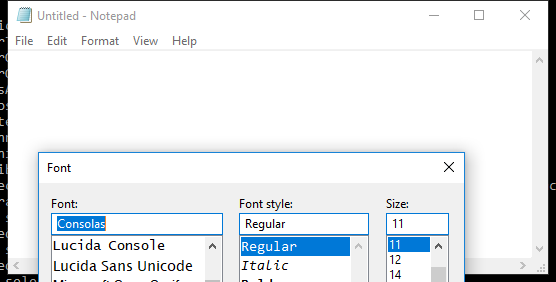 Untitled - Notepad
File Edit Format View Help
Font
Font: Font style: Size:
Consolas Regular 11
Lucida Console Regular 11
Lucida Sans Unicode Italic 12
14